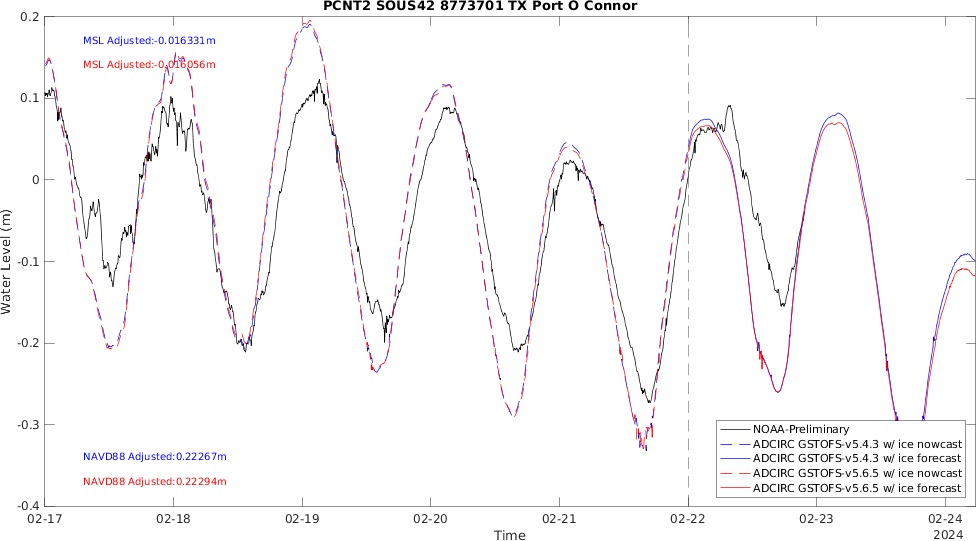 PCNT2 SOUS42 8773701 TX Port O Connor
0.2
0.1
0
-0.1
-0.2
-0.3
-0.4
Water Level (m)
MSL Adjusted:-0.016331m
MSL Adjusted:-0.016056m
NAVD88 Adjusted:0.22267m
NAVD88 Adjusted:0.22294m
NOAA-Preliminary
ADCIRC GSTOFS-v5.4.3 w/ ice nowcast
ADCIRC GSTOFS-v5.4.3 w/ ice forecast
ADCIRC GSTOFS-v5.6.5 w/ ice nowcast
ADCIRC GSTOFS-v5.6.5 w/ ice forecast
02-17 02-18 02-19 02-20 02-21 02-22 02-23 02-24
Time
2024